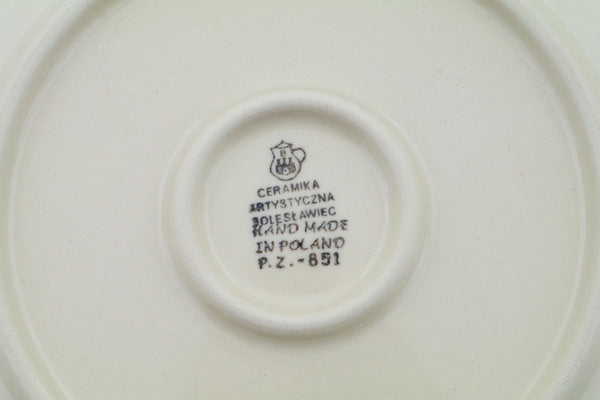 B
CERAMIKA
ARTYSTYCZNA
BOLESŁAWIEC
HAND MADE
IN POLAND
P.Z.-851